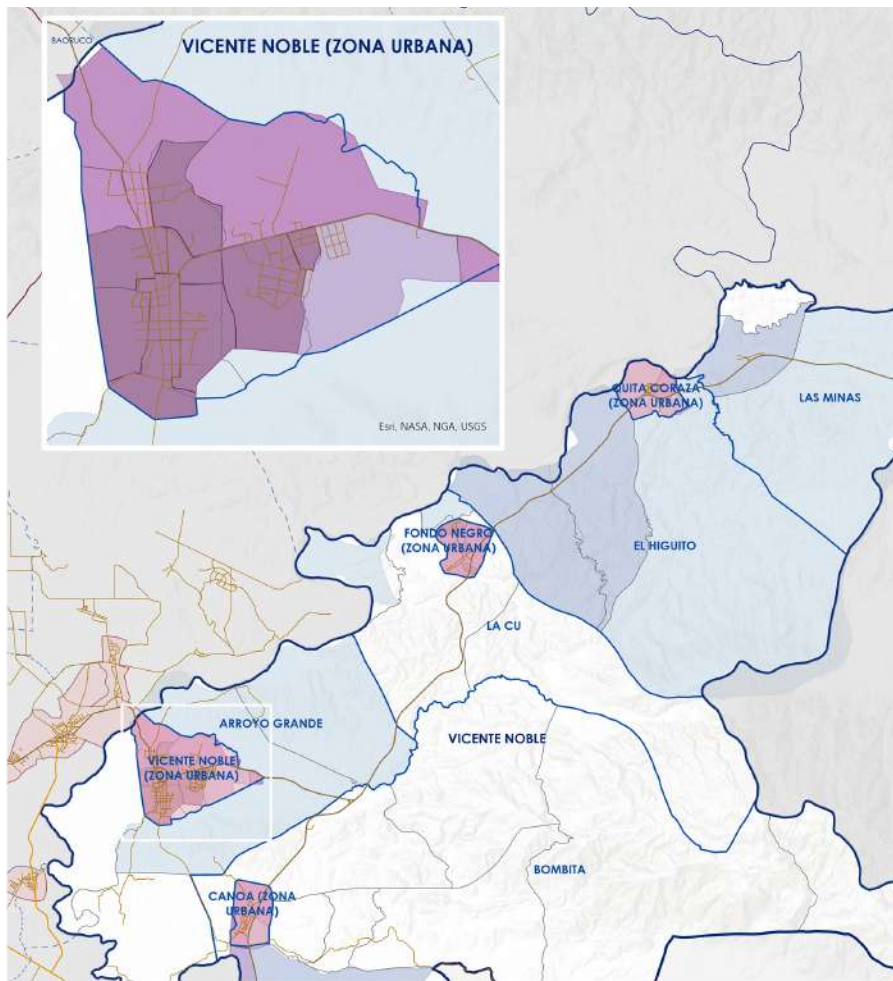 BAORUCO
VICENTE NOBLE (ZONA URBANA)
Esri, NASA, NGA, USGS
QUITA CORAZA
(ZONA URBANA)
LAS MINAS
FONDO NEGRO
(ZONA URBANA)
EL HIGUITO
LA CU
ARROYO GRANDE
VICENTE NOBLE
VICENTE NOBLE
(ZONA URBANA)
BOMBITA
CANOA (ZONA
URBANA)